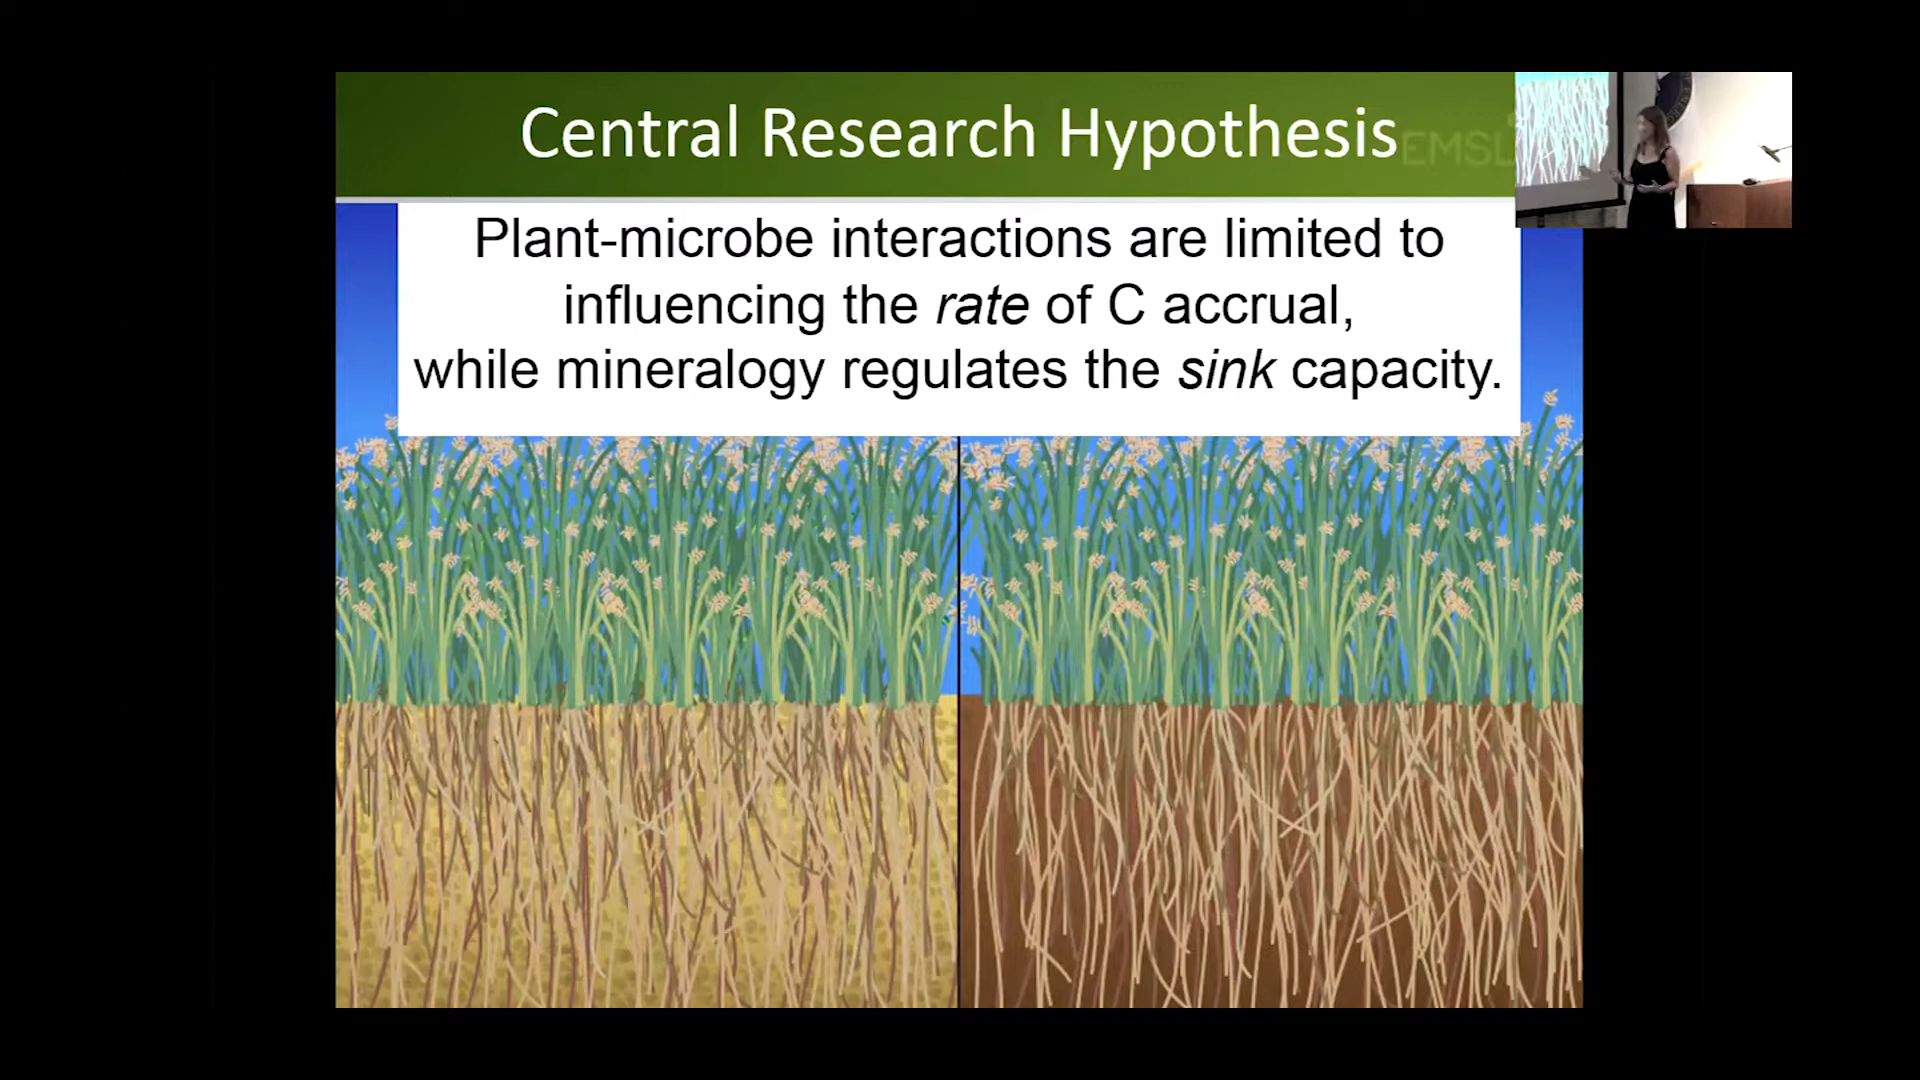 Central Research Hypothesis
EMSL
Plant-microbe interactions are limited to
influencing the rate of C accrual,
while mineralogy regulates the sink capacity.